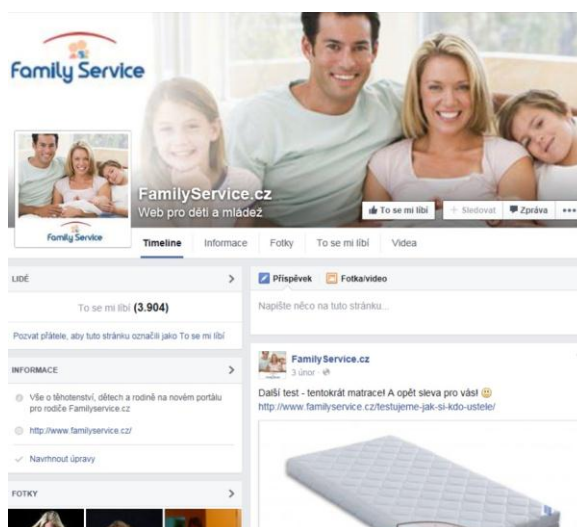 Family Service
Family Service
FamilyService.cz
Web pro děti a mládež
To se mi líbí
Sledovat
Zpráva
Timeline
Informace
Fotky
To se mi líbí
Videa
LIDÉ
To se mi líbí (3.904)
Pozvat přátele, aby tuto stránku označili jako To se mi líbí
INFORMACE
Vše o těhotenství, dětech a rodině na novém portálu
pro rodiče Familyservice.cz
http://www.familyservice.cz/
Navrhnout úpravy
FOTKY
Příspěvek
Fotka/video
Napište něco na tuto stránku...
FamilyService.cz
3 únor ·
Další test - tentokrát matrace! A opět sleva pro vás!
http://www.familyservice.cz/testujeme-jak-si-kdo-ustele/